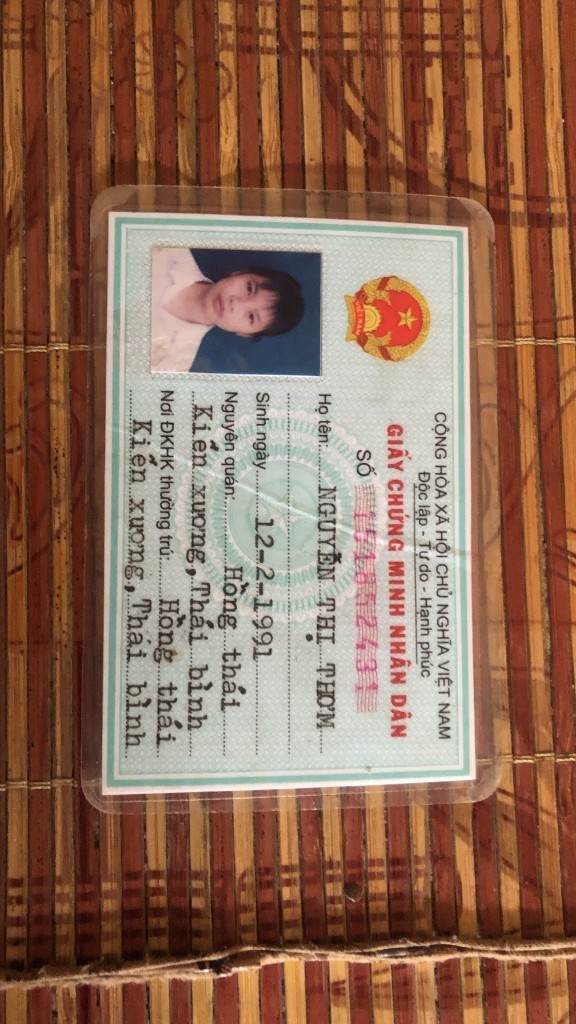 CỘNG HÒA XÃ HỘI CHỦ NGHĨA VIỆT NAM
Độc lập - Tự do - Hạnh phúc
GIẤY CHỨNG MINH NHÂN DÂN
SỐ
Họ tên: NGUYỄN THỊ THƠM
Sinh ngày 12-2-1991
Nguyên quán: Hồng thái
Kiến xương, Thái bình
Nơi ĐKHK thường trú: Hồng thái
Kiến xương, Thái bình
VIỆT NAM